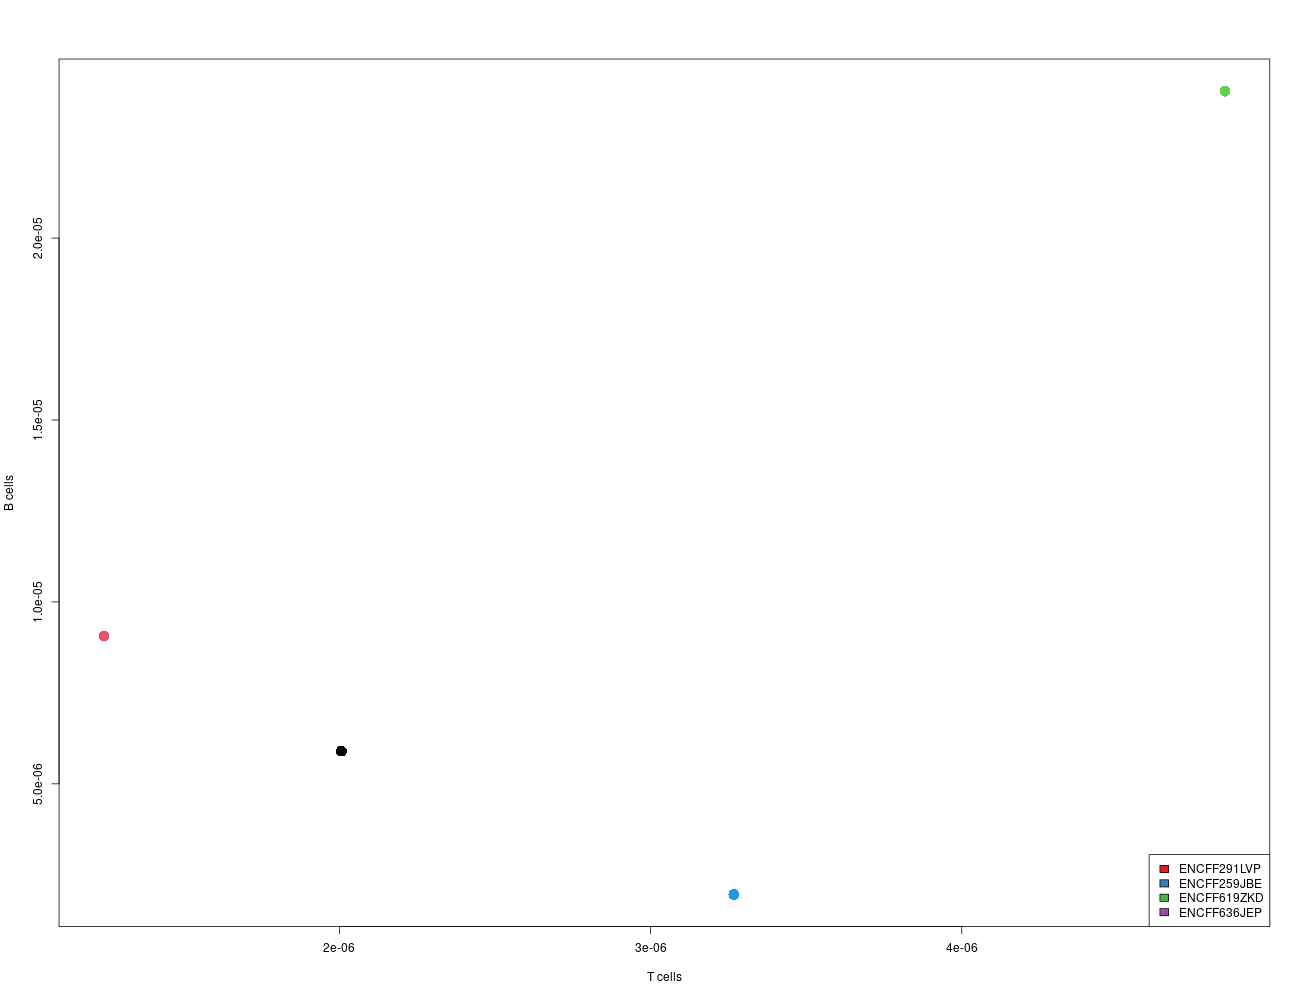 B cells
2.0e-05
1.5e-05
1.0e-05
5.0e-06
ENCFF291LVP
ENCFF259JBE
ENCFF619ZKD
ENCFF636JEP
2e-06
3e-06
4e-06
T cells